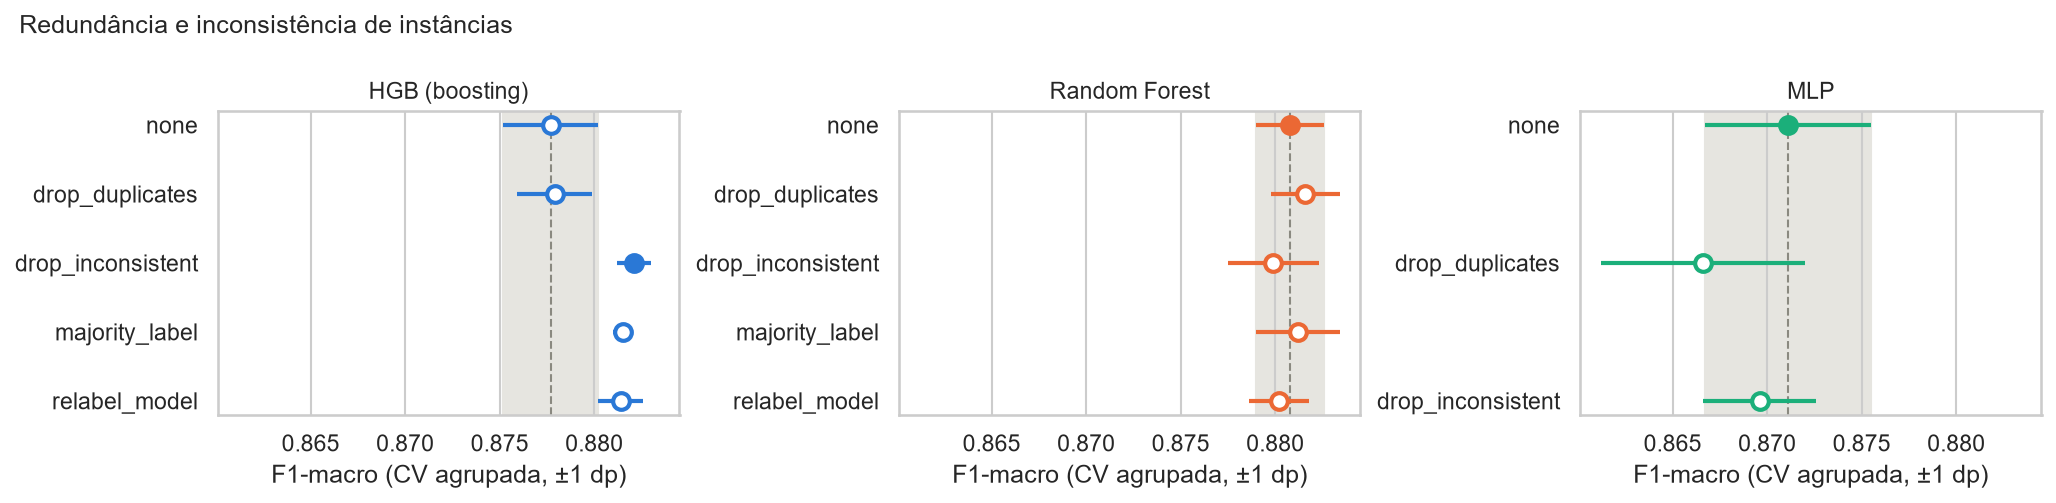 Redundância e inconsistência de instâncias
HGB (boosting)
none
drop_duplicates
drop_inconsistent
majority_label
relabel_model
0.865 0.870 0.875 0.880
F1-macro (CV agrupada, ±1 dp)
Random Forest
none
drop_duplicates
drop_inconsistent
majority_label
relabel_model
0.865 0.870 0.875 0.880
F1-macro (CV agrupada, ±1 dp)
MLP
none
drop_duplicates
drop_inconsistent
0.865 0.870 0.875 0.880
F1-macro (CV agrupada, ±1 dp)